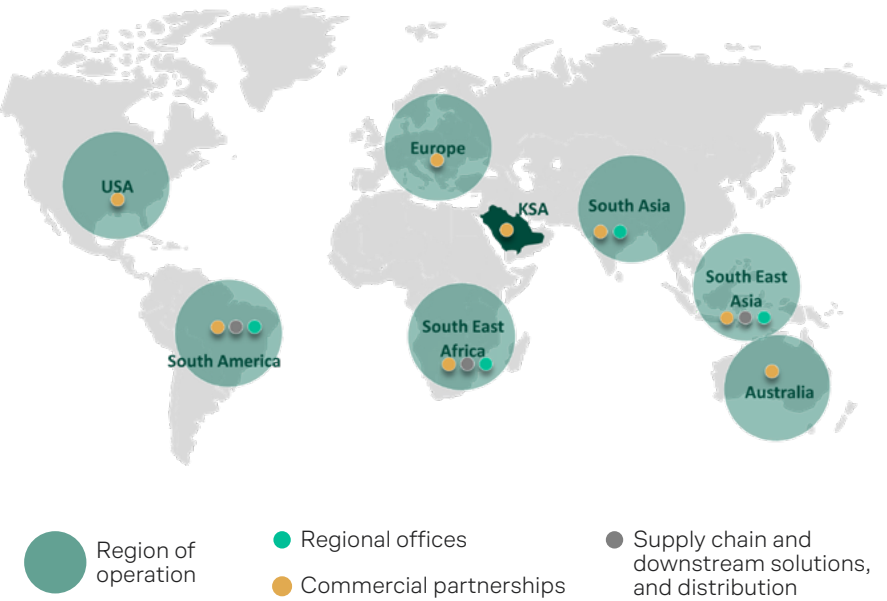 Europe
USA
KSA
South Asia
South East
Asia
South East
Africa
South America
Australia
Region of
operation
Regional offices
Commercial partnerships
Supply chain and
downstream solutions,
and distribution